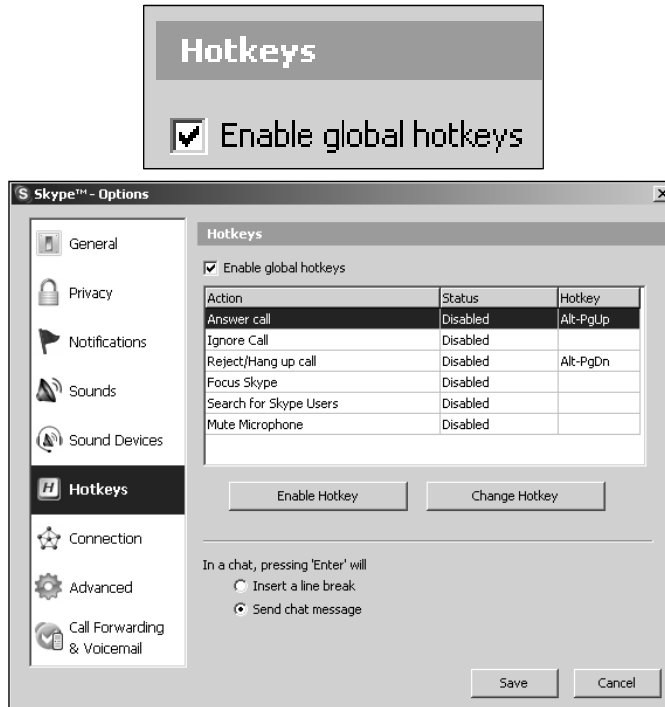 Hotkeys
Enable global hotkeys
Skype™ - Options
General
Privacy
Notifications
Sounds
Sound Devices
Hotkeys
Connection
Advanced
Call Forwarding
& Voicemail
Hotkeys
Enable global hotkeys
Action Status Hotkey
Answer call Disabled Alt-PgUp
Ignore Call Disabled
Reject/Hang up call Disabled Alt-PgDn
Focus Skype Disabled
Search for Skype Users Disabled
Mute Microphone Disabled
Enable Hotkey Change Hotkey
In a chat, pressing 'Enter' will
Insert a line break
Send chat message
Save Cancel